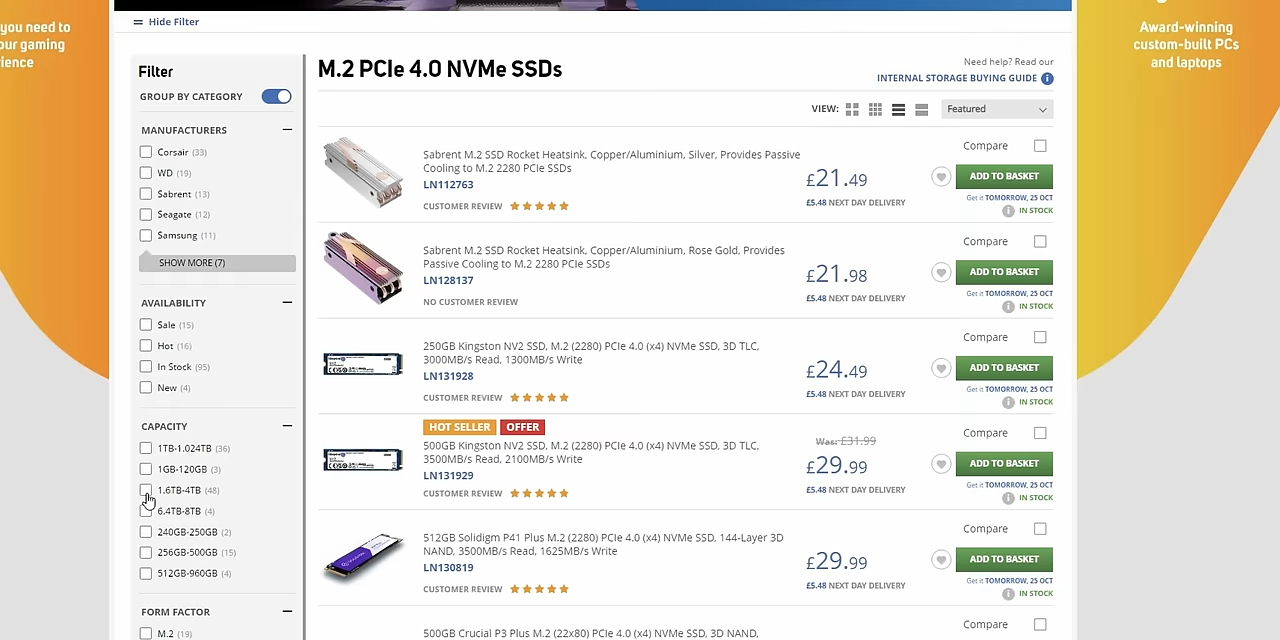 you need to
our gaming
ience
Award-winning
custom-built PCs
and laptops
Hide Filter
Filter
GROUP BY CATEGORY
MANUFACTURERS
Corsair (33)
WD (19)
Sabrent (13)
Seagate (12)
Samsung (11)
SHOW MORE (7)
AVAILABILITY
Sale (15)
Hot (16)
In Stock (95)
New (4)
CAPACITY
1TB-1.024TB (36)
1GB-120GB (3)
1.6TB-4TB (48)
6.4TB-8TB (4)
240GB-250GB (2)
256GB-500GB (15)
512GB-960GB (4)
FORM FACTOR
M.2 (19)
M.2 PCIe 4.0 NVMe SSDs
Need help? Read our
INTERNAL STORAGE BUYING GUIDE
VIEW:
Featured
Sabrent M.2 SSD Rocket Heatsink, Copper/Aluminium, Silver, Provides Passive
Cooling to M.2 2280 PCIe SSDs
LN112763
CUSTOMER REVIEW
£21.49
£5.48 NEXT DAY DELIVERY
Compare
ADD TO BASKET
Get it TOMORROW, 25 OCT
IN STOCK
Sabrent M.2 SSD Rocket Heatsink, Copper/Aluminium, Rose Gold, Provides
Passive Cooling to M.2 2280 PCIe SSDs
LN128137
NO CUSTOMER REVIEW
£21.98
£5.48 NEXT DAY DELIVERY
Compare
ADD TO BASKET
Get it TOMORROW, 25 OCT
IN STOCK
250GB Kingston NV2 SSD, M.2 (2280) PCIe 4.0 (x4) NVMe SSD, 3D TLC,
3000MB/s Read, 1300MB/s Write
LN131928
CUSTOMER REVIEW
£24.49
£5.48 NEXT DAY DELIVERY
Compare
ADD TO BASKET
Get it TOMORROW, 25 OCT
IN STOCK
HOT SELLER OFFER
500GB Kingston NV2 SSD, M.2 (2280) PCIe 4.0 (x4) NVMe SSD, 3D TLC,
3500MB/s Read, 2100MB/s Write
LN131929
CUSTOMER REVIEW
Was: £31.99
£29.99
£5.48 NEXT DAY DELIVERY
Compare
ADD TO BASKET
Get it TOMORROW, 25 OCT
IN STOCK
512GB Solidigm P41 Plus M.2 (2280) PCIe 4.0 (x4) NVMe SSD, 144-Layer 3D
NAND, 3500MB/s Read, 1625MB/s Write
LN130819
CUSTOMER REVIEW
£29.99
£5.48 NEXT DAY DELIVERY
Compare
ADD TO BASKET
Get it TOMORROW, 25 OCT
IN STOCK
500GB Crucial P3 Plus M.2 (22x80) PCIe 4.0 (x4) NVMe SSD, 3D NAND,
Compare